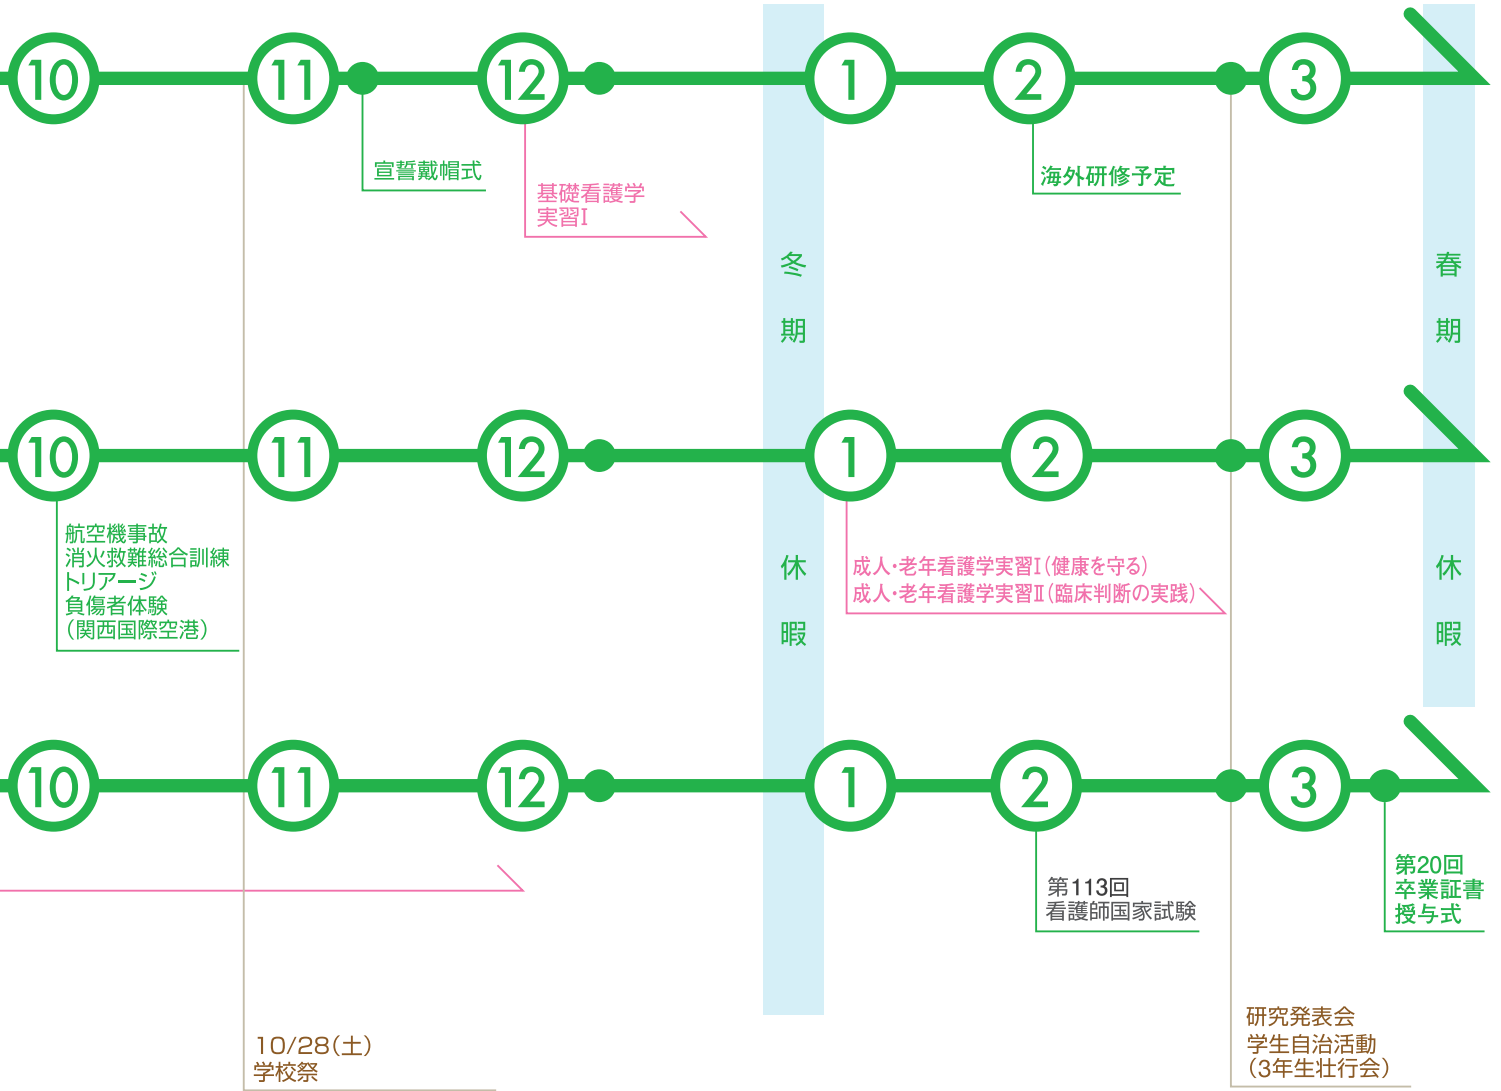 10 11 12 1 2 3
宣誓戴帽式
基礎看護学
実習Ⅰ
海外研修予定
冬期休暇
春期休暇
10 11 12 1 2 3
航空機事故
消火救難総合訓練
トリアージ
負傷者体験
（関西国際空港）
成人・老年看護学実習Ⅰ（健康を守る）
成人・老年看護学実習Ⅱ（臨床判断の実践）
10 11 12 1 2 3
第113回
看護師国家試験
第20回
卒業証書
授与式
10/28（土）
学校祭
研究発表会
学生自治活動
（3年生壮行会）